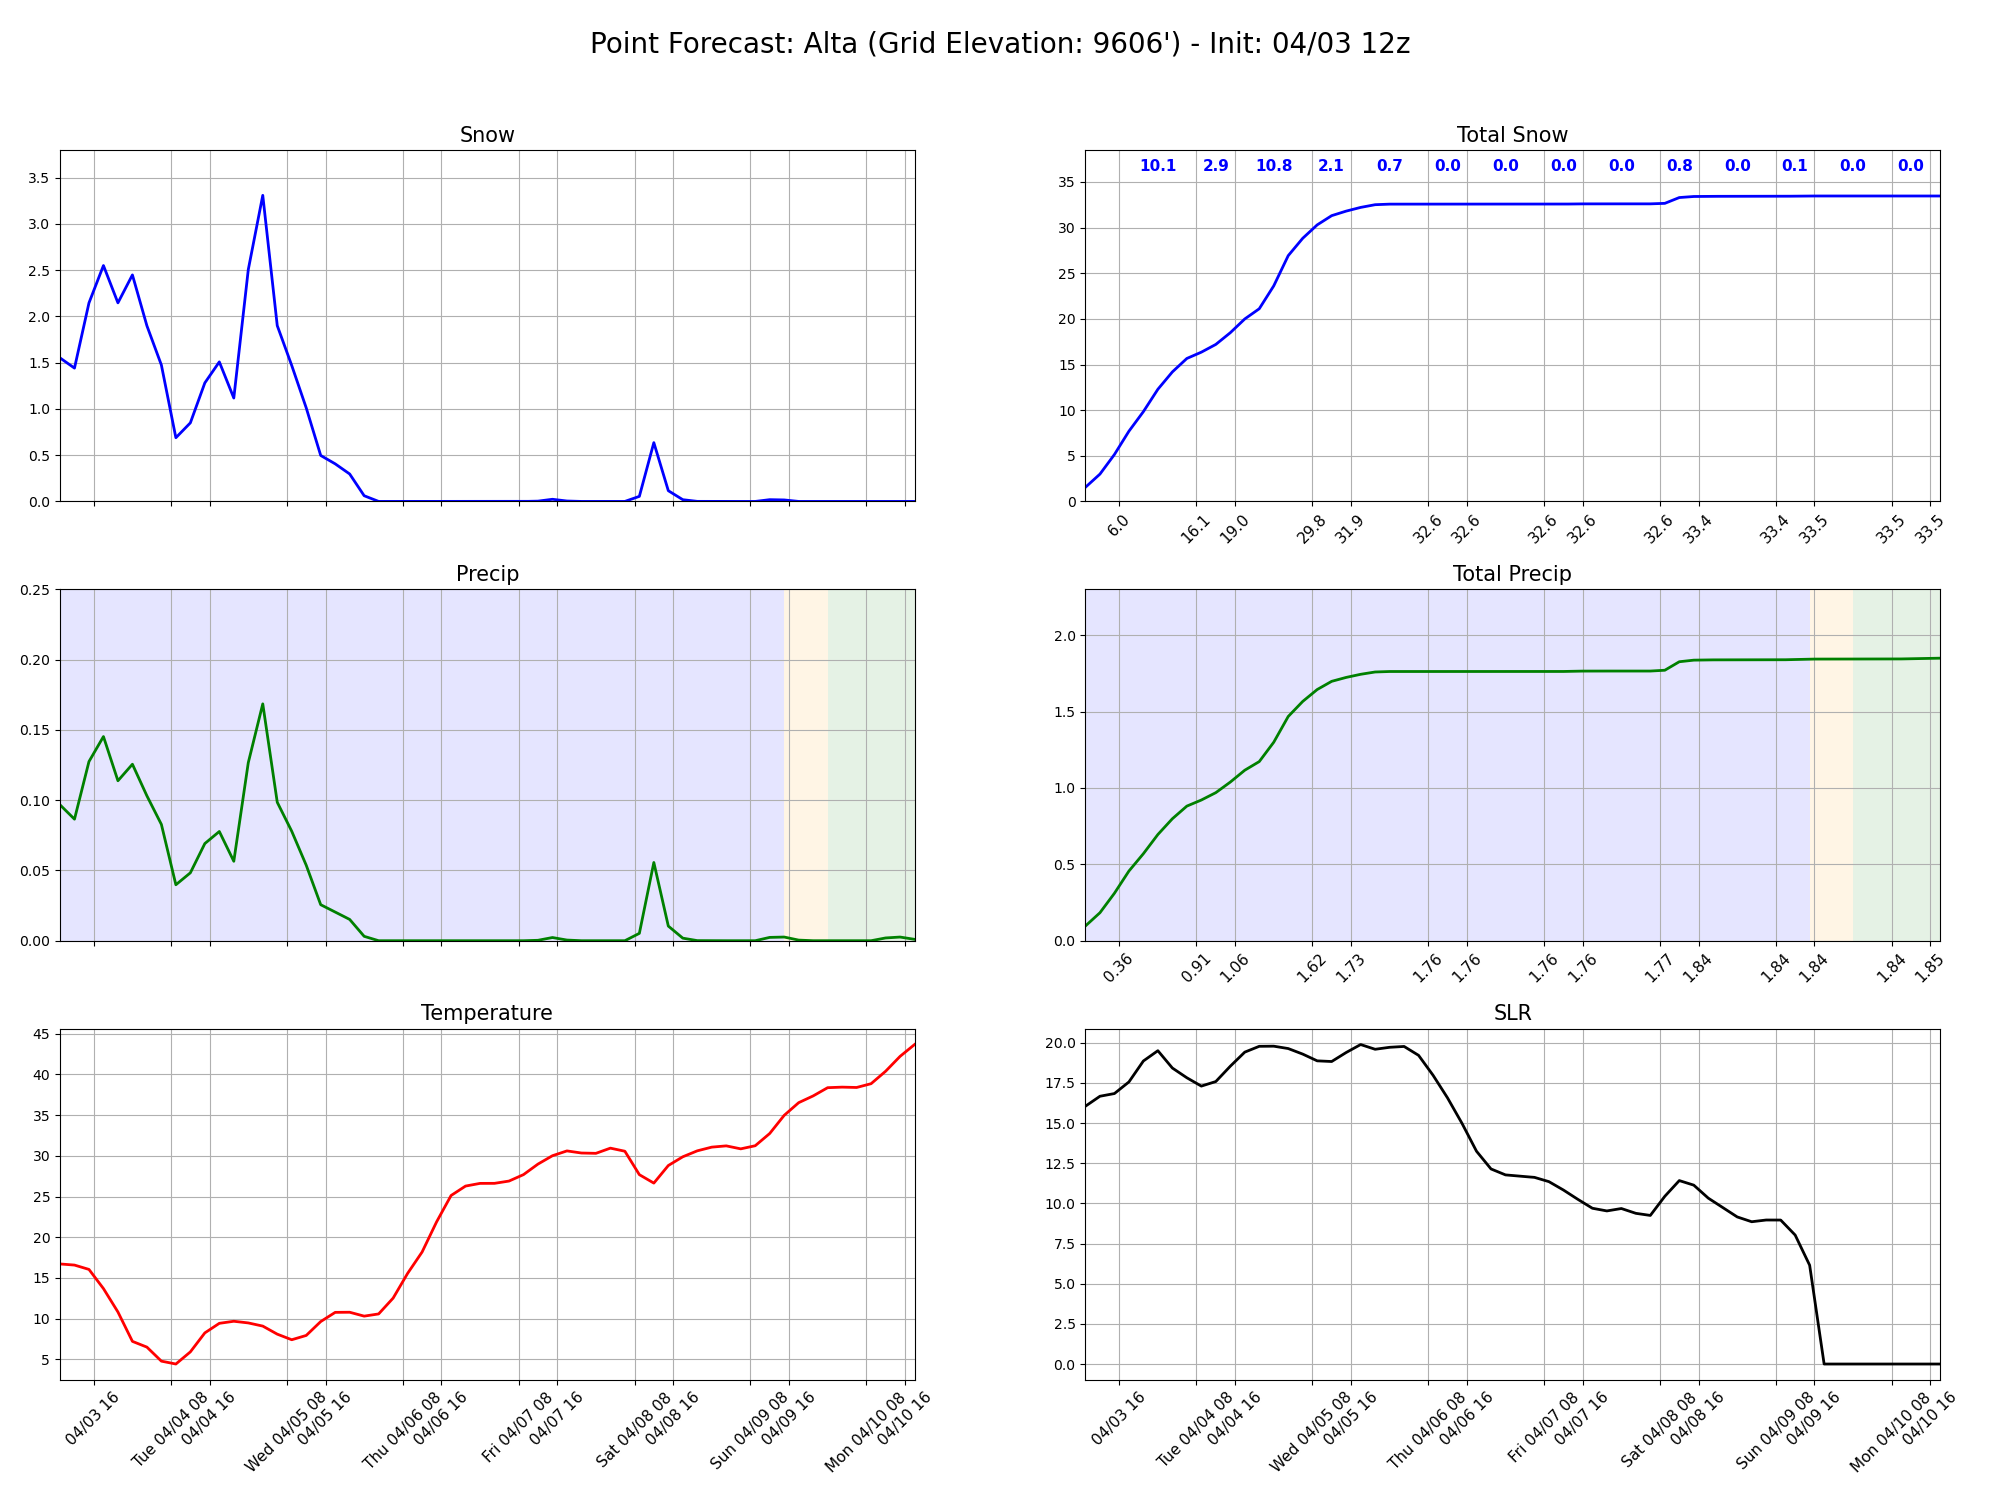 Point Forecast: Alta (Grid Elevation: 9606') - Init: 04/03 12z
Snow
3.5
3.0
2.5
2.0
1.5
1.0
0.5
0.0
Total Snow
10.1 2.9 10.8 2.1 0.7 0.0 0.0 0.0 0.0 0.8 0.0 0.1 0.0 0.0
35
30
25
20
15
10
5
0
6.0 16.1 19.0 29.8 31.9 32.6 32.6 32.6 32.6 32.6 33.4 33.4 33.5 33.5 33.5
Precip
0.25
0.20
0.15
0.10
0.05
0.00
Total Precip
2.0
1.5
1.0
0.5
0.0
0.36 0.91 1.06 1.62 1.73 1.76 1.76 1.76 1.76 1.77 1.84 1.84 1.84 1.84 1.85
Temperature
45
40
35
30
25
20
15
10
5
04/03 16
Tue 04/04 08
04/04 16
Wed 04/05 08
04/05 16
Thu 04/06 08
04/06 16
Fri 04/07 08
04/07 16
Sat 04/08 08
04/08 16
Sun 04/09 08
04/09 16
Mon 04/10 08
04/10 16
SLR
20.0
17.5
15.0
12.5
10.0
7.5
5.0
2.5
0.0
04/03 16
Tue 04/04 08
04/04 16
Wed 04/05 08
04/05 16
Thu 04/06 08
04/06 16
Fri 04/07 08
04/07 16
Sat 04/08 08
04/08 16
Sun 04/09 08
04/09 16
Mon 04/10 08
04/10 16